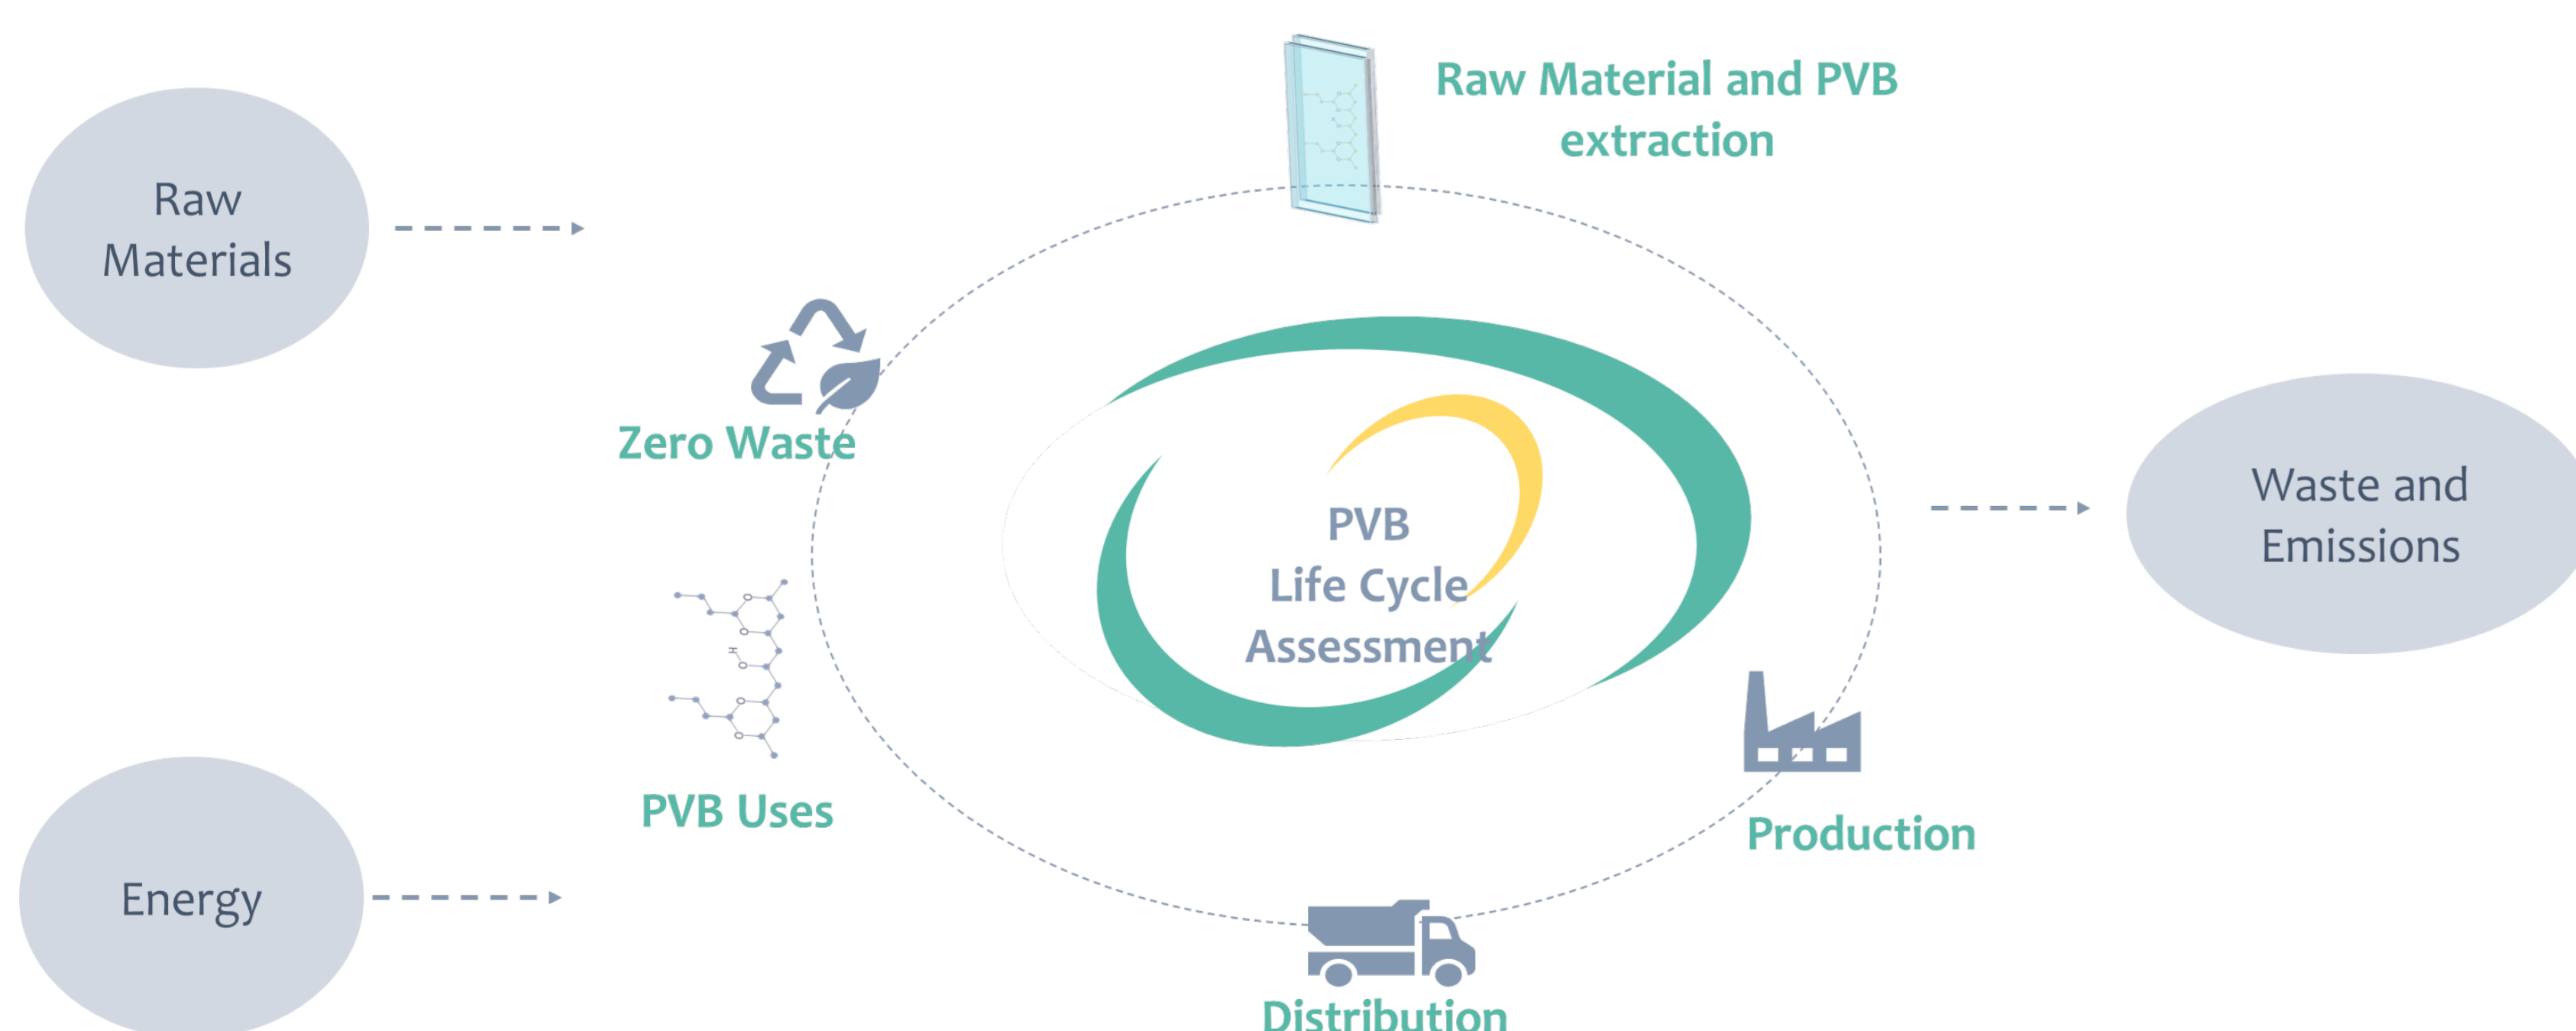 Raw Material and PVB
extraction
Raw
Materials
Zero Waste
Waste and
Emissions
PVB
Life Cycle
Assessment
O
O
H
O
O
O
PVB Uses
Production
Energy
Distribution